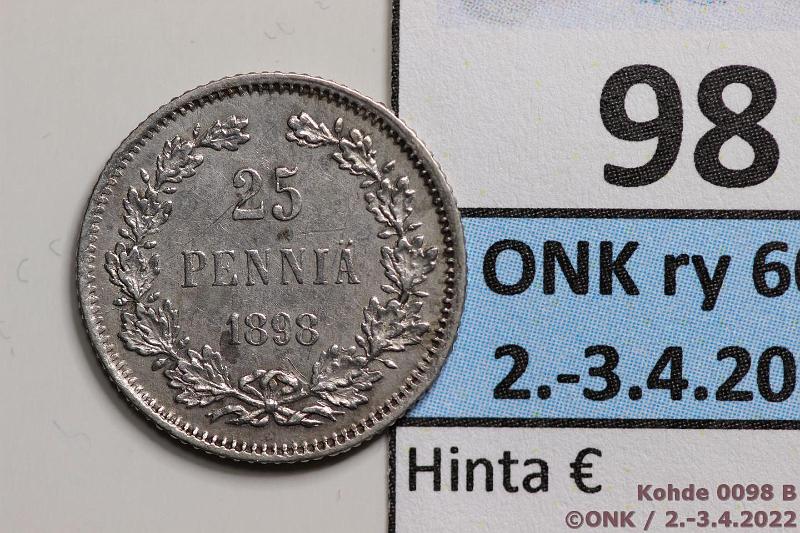 25
PENNIÄ
1898
98
ONK ry 60
2.-3.4.20
Hinta €
Kohde 0098 B
©ONK / 2.-3.4.2022